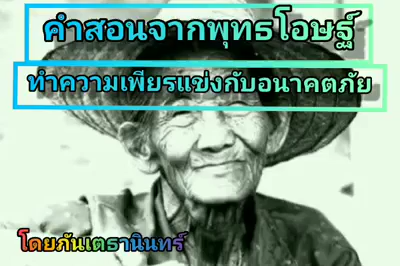 คำสอนจากพุทธโอษฐ์
ทำความเพียรแข่งกับอนาคตภัย
โดยภันเตธานินทร์